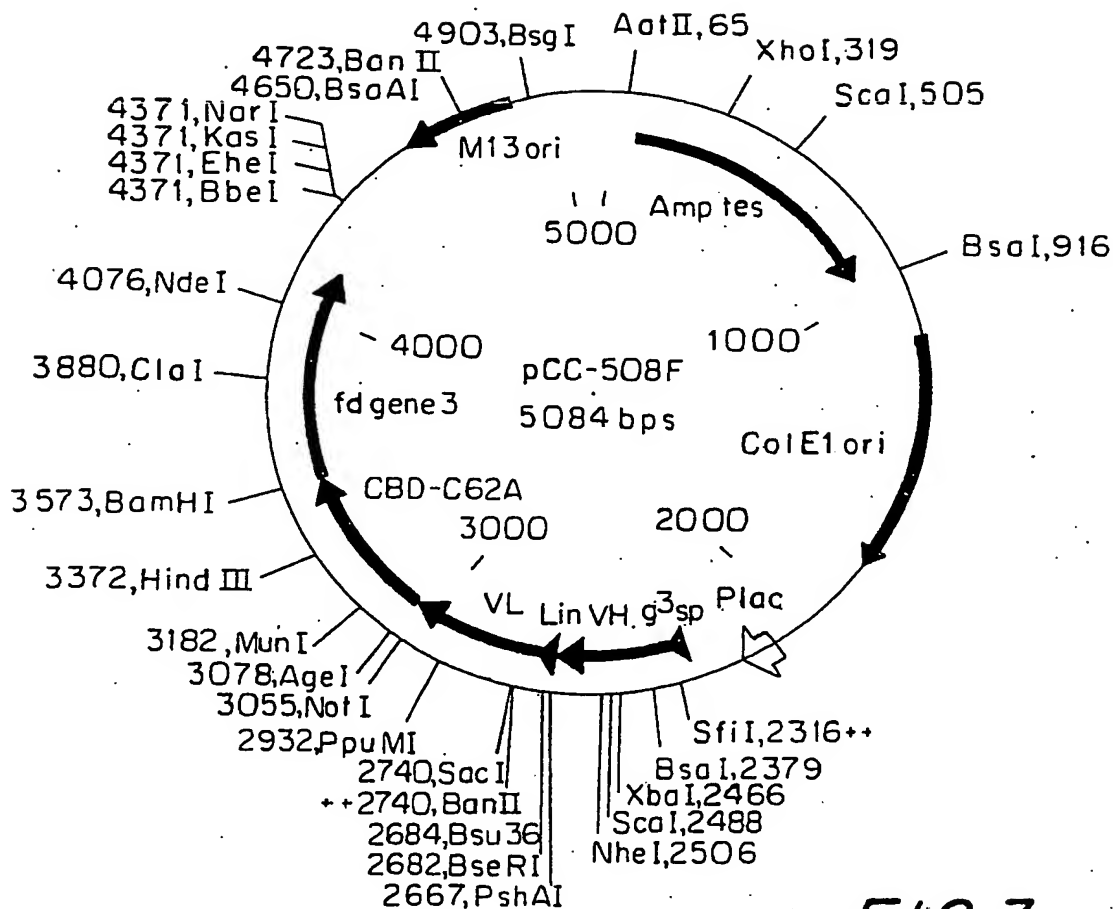 4903,BsgI
AatII,65
4723,Ban II
XhoI,319
4650,BsaAI
ScaI,505
4371,NarI
4371,KasI
4371,EheI
4371,BbeI
M13ori
Amp tes
5000
BsaI,916
4076,NdeI
4000
1000
pCC-508F
3880,ClaI
fd gene3
5084 bps
ColE1ori
CBD-C62A
3573,BamHI
3000
2000
3372,Hind III
VL
Lin
VH.
g3sp
Plac
3182,MunI
3078,AgeI
3055,NotI
2932,PpuMI
SfiI,2316++
2740,SacI
BsaI,2379
++2740,BanII
XbaI,2466
2684,Bsu36
ScaI,2488
2682,BseRI
NheI,2506
2667,PshAI